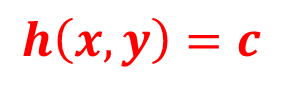 h(x, y) = c